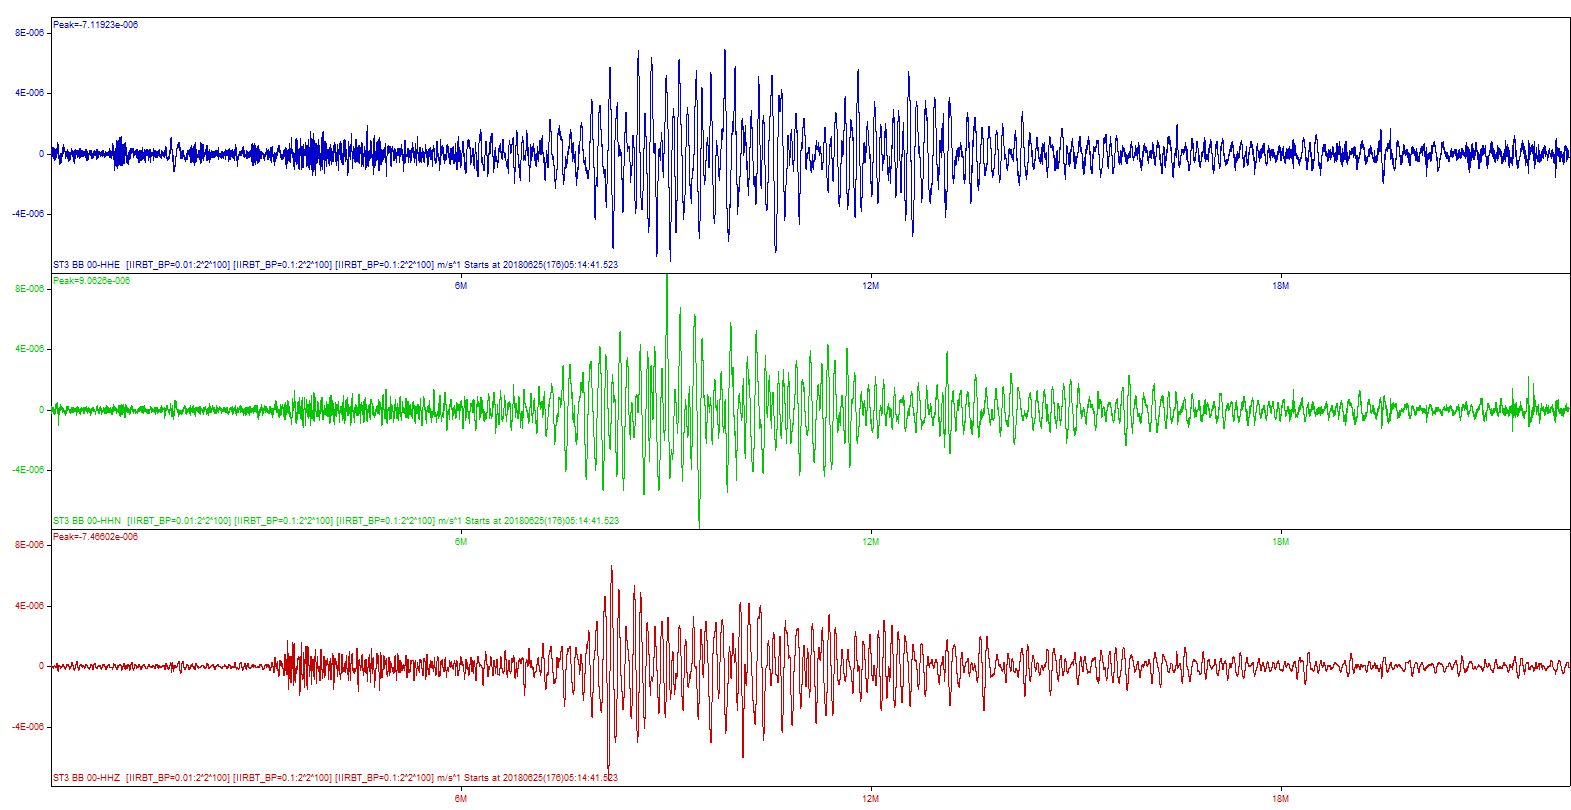 Peak=-7.11923e-006
8E-006
4E-006
0
-4E-006
ST3 BB 00-HHE [IIRBT_BP=0.01:2^2^100] [IIRBT_BP=0.1:2^2^100] [IIRBT_BP=0.1:2^2^100] m/s^1 Starts at 20180625(176)05:14:41.523
6M 12M 18M
Peak=9.0626e-006
8E-006
4E-006
0
-4E-006
ST3 BB 00-HHN [IIRBT_BP=0.01:2^2^100] [IIRBT_BP=0.1:2^2^100] [IIRBT_BP=0.1:2^2^100] m/s^1 Starts at 20180625(176)05:14:41.523
6M 12M 18M
Peak=-7.46602e-006
8E-006
4E-006
0
-4E-006
ST3 BB 00-HHZ [IIRBT_BP=0.01:2^2^100] [IIRBT_BP=0.1:2^2^100] [IIRBT_BP=0.1:2^2^100] m/s^1 Starts at 20180625(176)05:14:41.523
6M 12M 18M